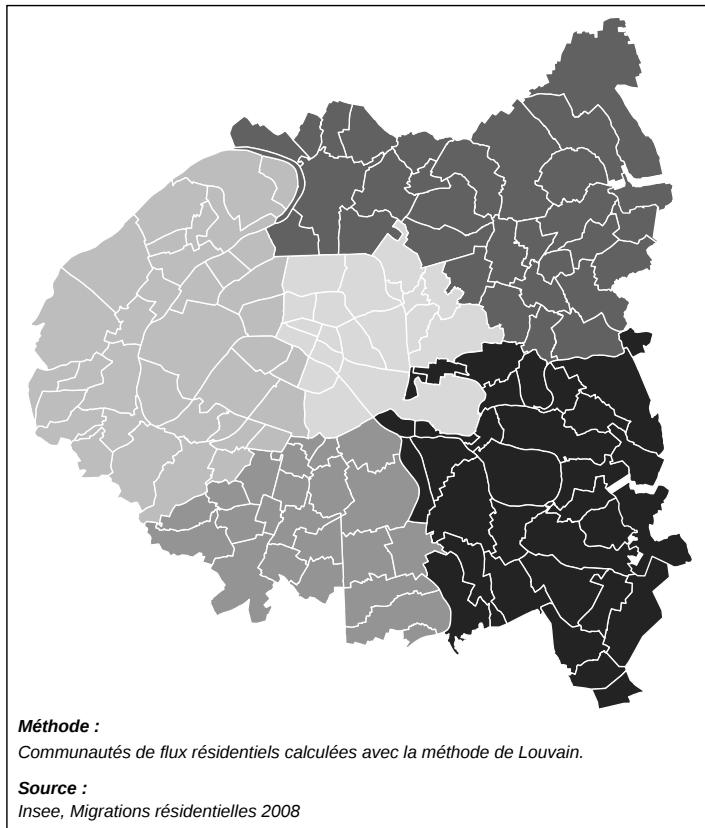 Méthode :
Communautés de flux résidentiels calculées avec la méthode de Louvain.
Source :
Insee, Migrations résidentielles 2008